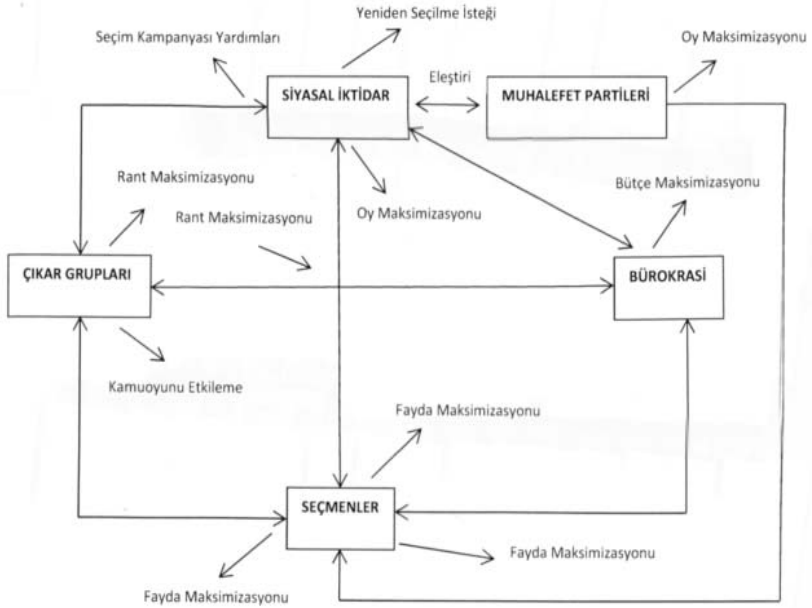 Yeniden Seçilme İsteği
Seçim Kampanyası Yardımları
Oy Maksimizasyonu
SİYASAL İKTİDAR
Eleştiri
MUHALEFET PARTİLERİ
Rant Maksimizasyonu
Rant Maksimizasyonu
Oy Maksimizasyonu
Bütçe Maksimizasyonu
ÇIKAR GRUPLARI
BÜROKRASİ
Kamuoyunu Etkileme
Fayda Maksimizasyonu
SEÇMENLER
Fayda Maksimizasyonu
Fayda Maksimizasyonu